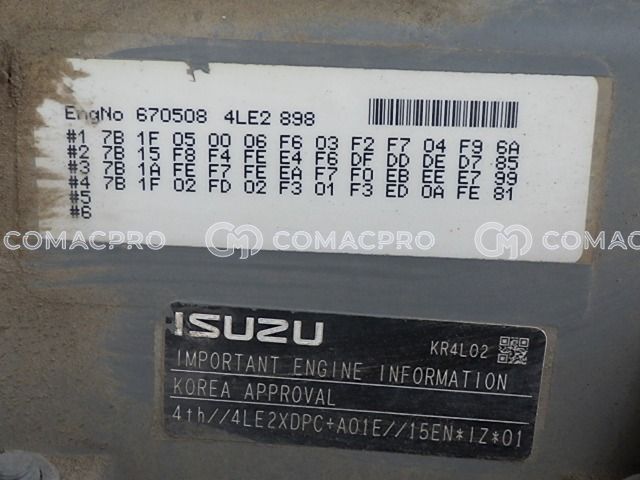 EngNo 670508 4LE2 898
#1 7B 1F 05 00 06 F6 03 F2 F7 04 F9 6A
#2 7B 15 F8 F4 FE E4 F6 DF DD DE D7 85
#3 7B 1A FE F7 FE EA F7 F0 EB EE E7 99
#4 7B 1F 02 FD 02 F3 01 F3 ED 0A FE 81
#5
#6
COMACPRO COMACPRO COMACPRO
ISUZU KR4L02
IMPORTANT ENGINE INFORMATION
KOREA APPROVAL
4th//4LE2XDPC+A01E//15EN*IZ*01